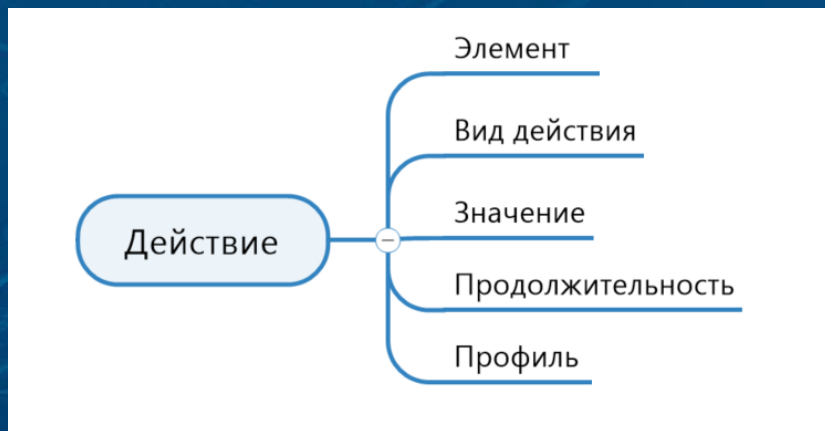 Элемент
Вид действия
Значение
Действие
Продолжительность
Профиль